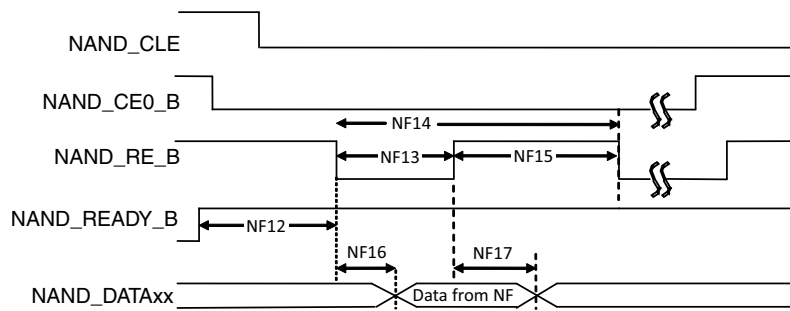 NAND_CLE
NAND_CE0_B
NF14
NAND_RE_B
NF13
NF15
NAND_READY_B
NF12
NF16
NF17
NAND_DATAxx
Data from NF